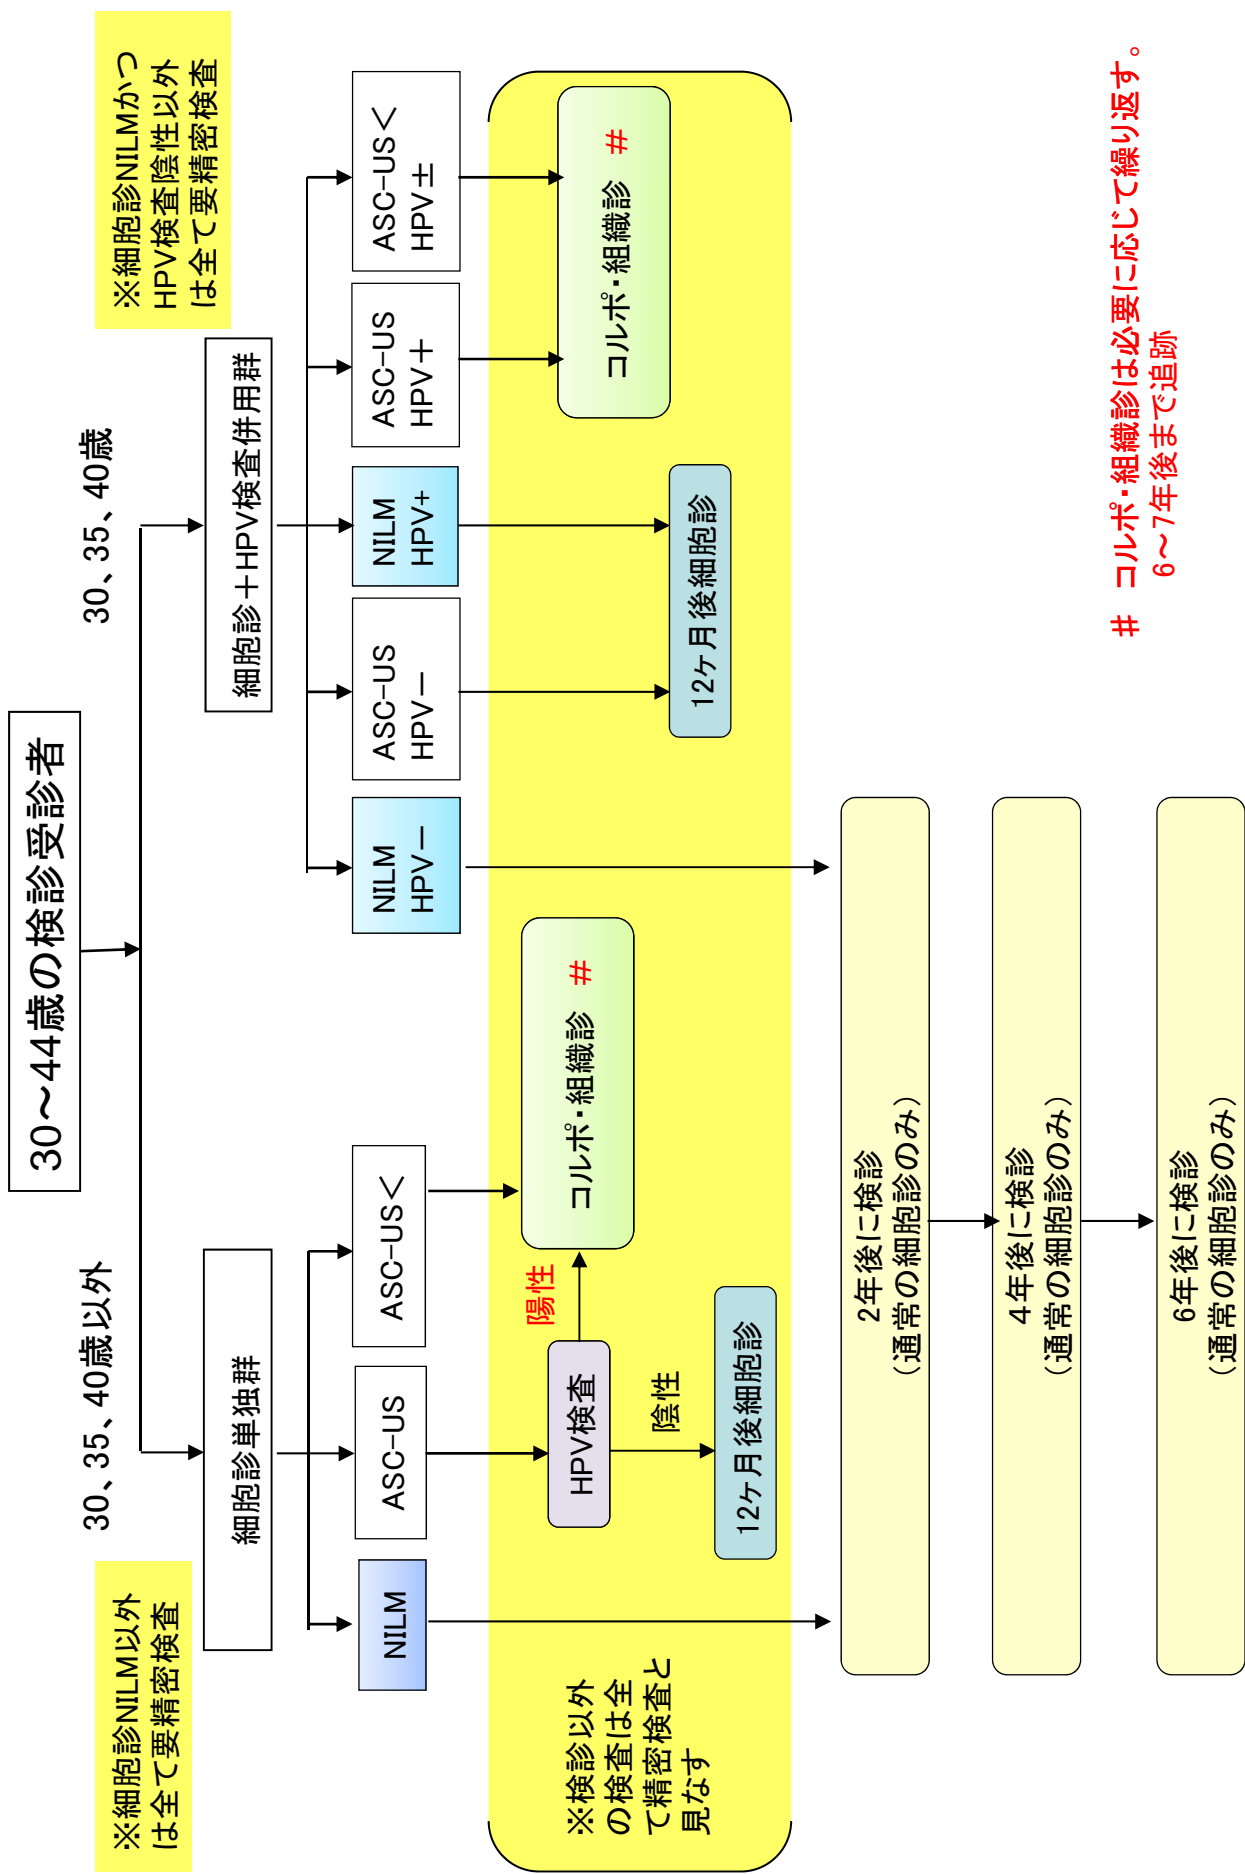 30～44歳の検診受診者
30、35、40歳以外
30、35、40歳
※細胞診NILM以外
は全て要精密検査
※細胞診NILMかつ
HPV検査陰性以外
は全て要精密検査
細胞診単独群
細胞診＋HPV検査併用群
NILM
ASC-US
ASC-US＜
NILM
HPV－
ASC-US
HPV－
NILM
HPV+
ASC-US
HPV＋
ASC-US＜
HPV±
※検診以外
の検査は全
て精密検査と
見なす
HPV検査
陽性
陰性
コルポ・組織診　#
12ヶ月後細胞診
12ヶ月後細胞診
コルポ・組織診　#
2年後に検診
（通常の細胞診のみ）
4年後に検診
（通常の細胞診のみ）
6年後に検診
（通常の細胞診のみ）
#　コルポ・組織診は必要に応じて繰り返す。
6～7年後まで追跡